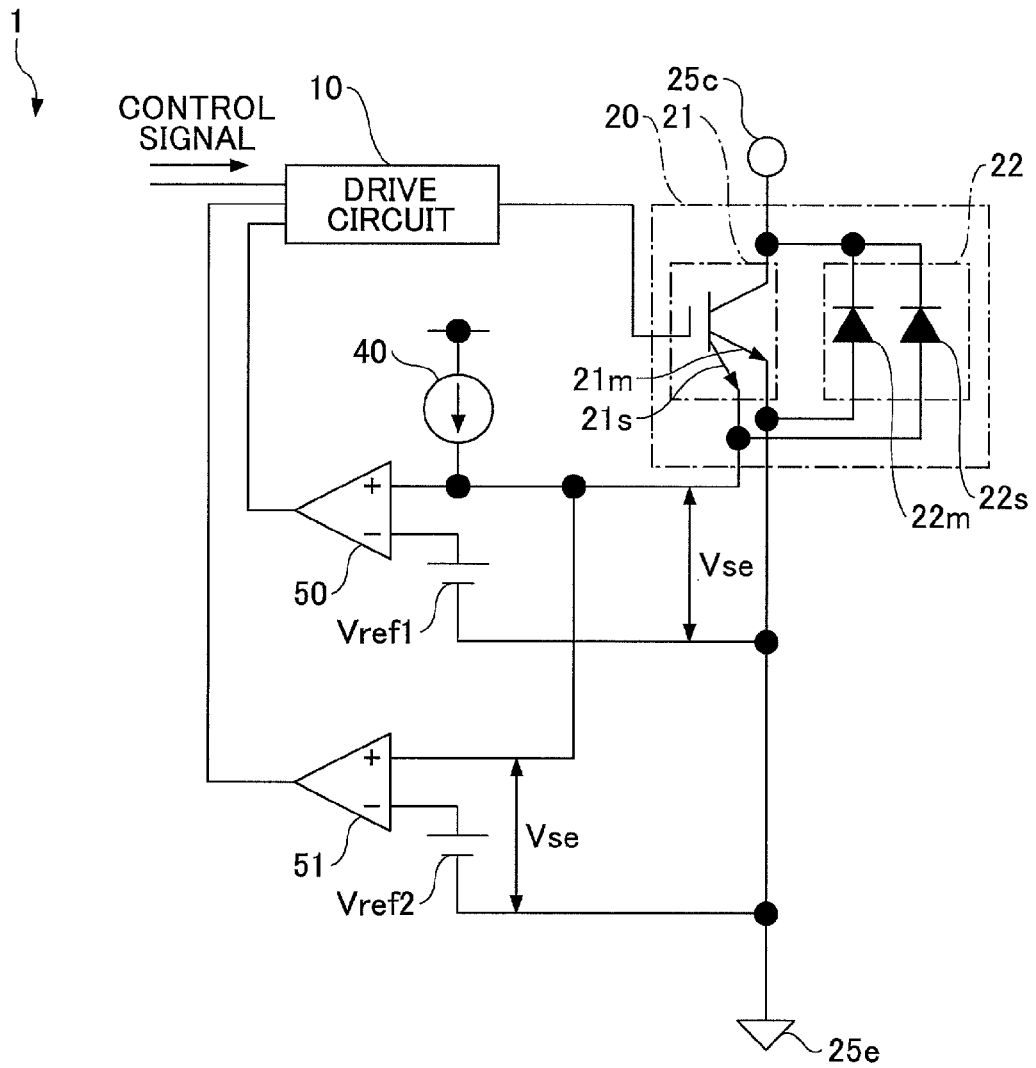 1
CONTROL
SIGNAL
10
DRIVE
CIRCUIT
25c
20 21
22
40
21m
21s
+
−
50
Vref1
Vse
22m
22s
+
−
51
Vref2
Vse
25e